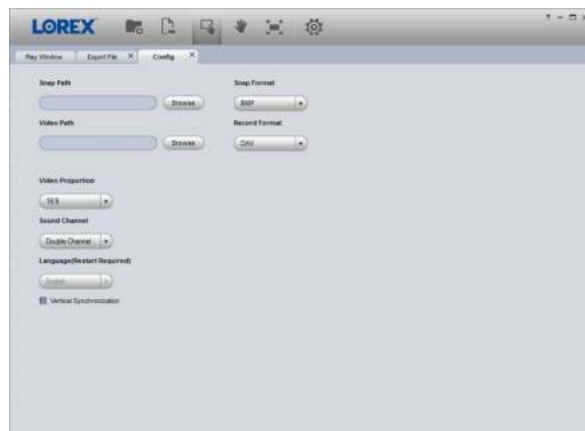 LOREX
Play Window Export File Config
Snap Path Snap Format
Browse BMP
Video Path Record Format
Browse DAV
Video Proportion
16:9
Sound Channel
Double Channel
Language(Restart Required)
English
Vertical Synchronization